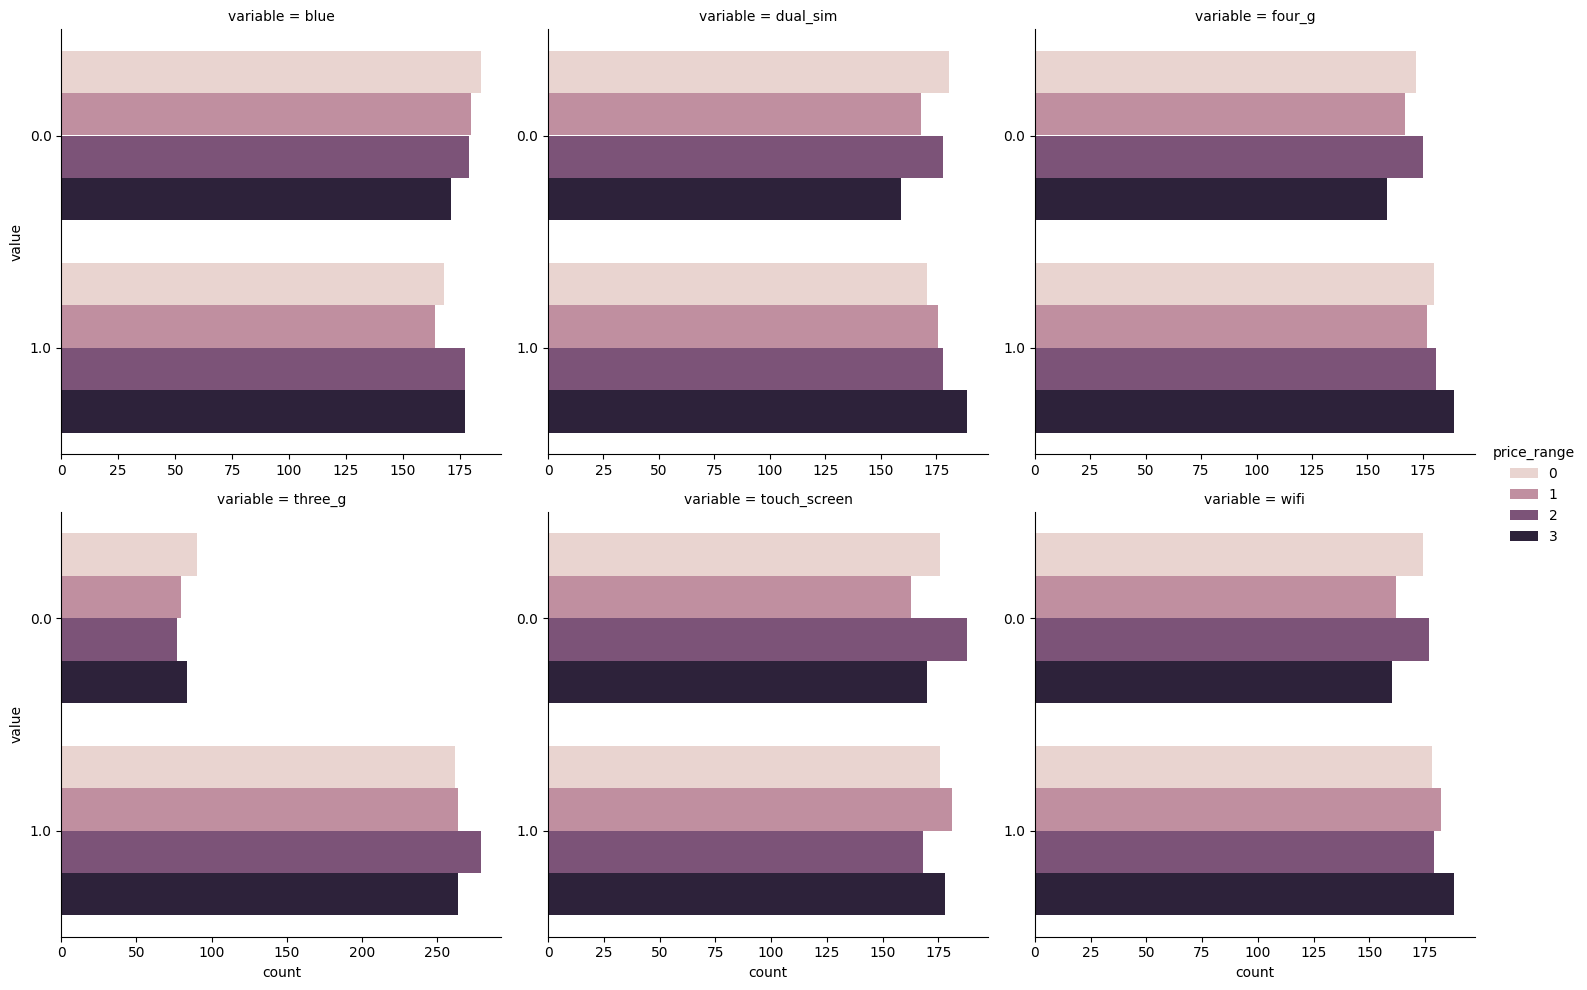 variable = blue
variable = dual_sim
variable = four_g
value
0.0
1.0
0 25 50 75 100 125 150 175
0.0
1.0
0 25 50 75 100 125 150 175
0.0
1.0
0 25 50 75 100 125 150 175
price_range
0
1
2
3
variable = three_g
variable = touch_screen
variable = wifi
value
0.0
1.0
0 50 100 150 200 250
count
0.0
1.0
0 25 50 75 100 125 150 175
count
0.0
1.0
0 25 50 75 100 125 150 175
count